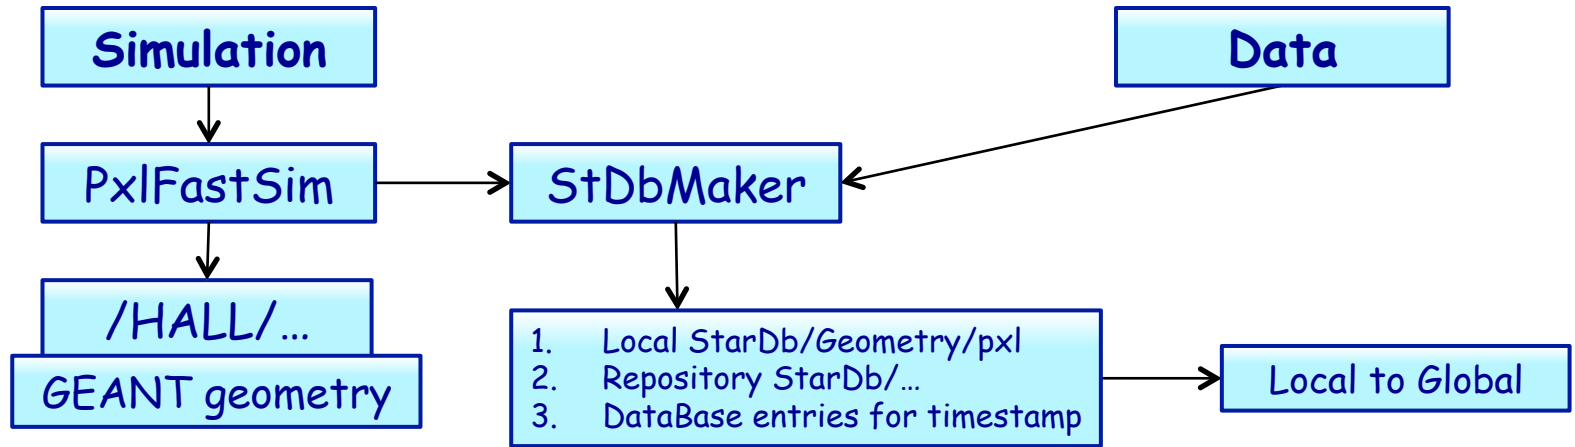 Simulation
Data
PxlFastSim
StDbMaker
/HALL/…
GEANT geometry
1. Local StarDb/Geometry/pxl
2. Repository StarDb/…
3. DataBase entries for timestamp
Local to Global